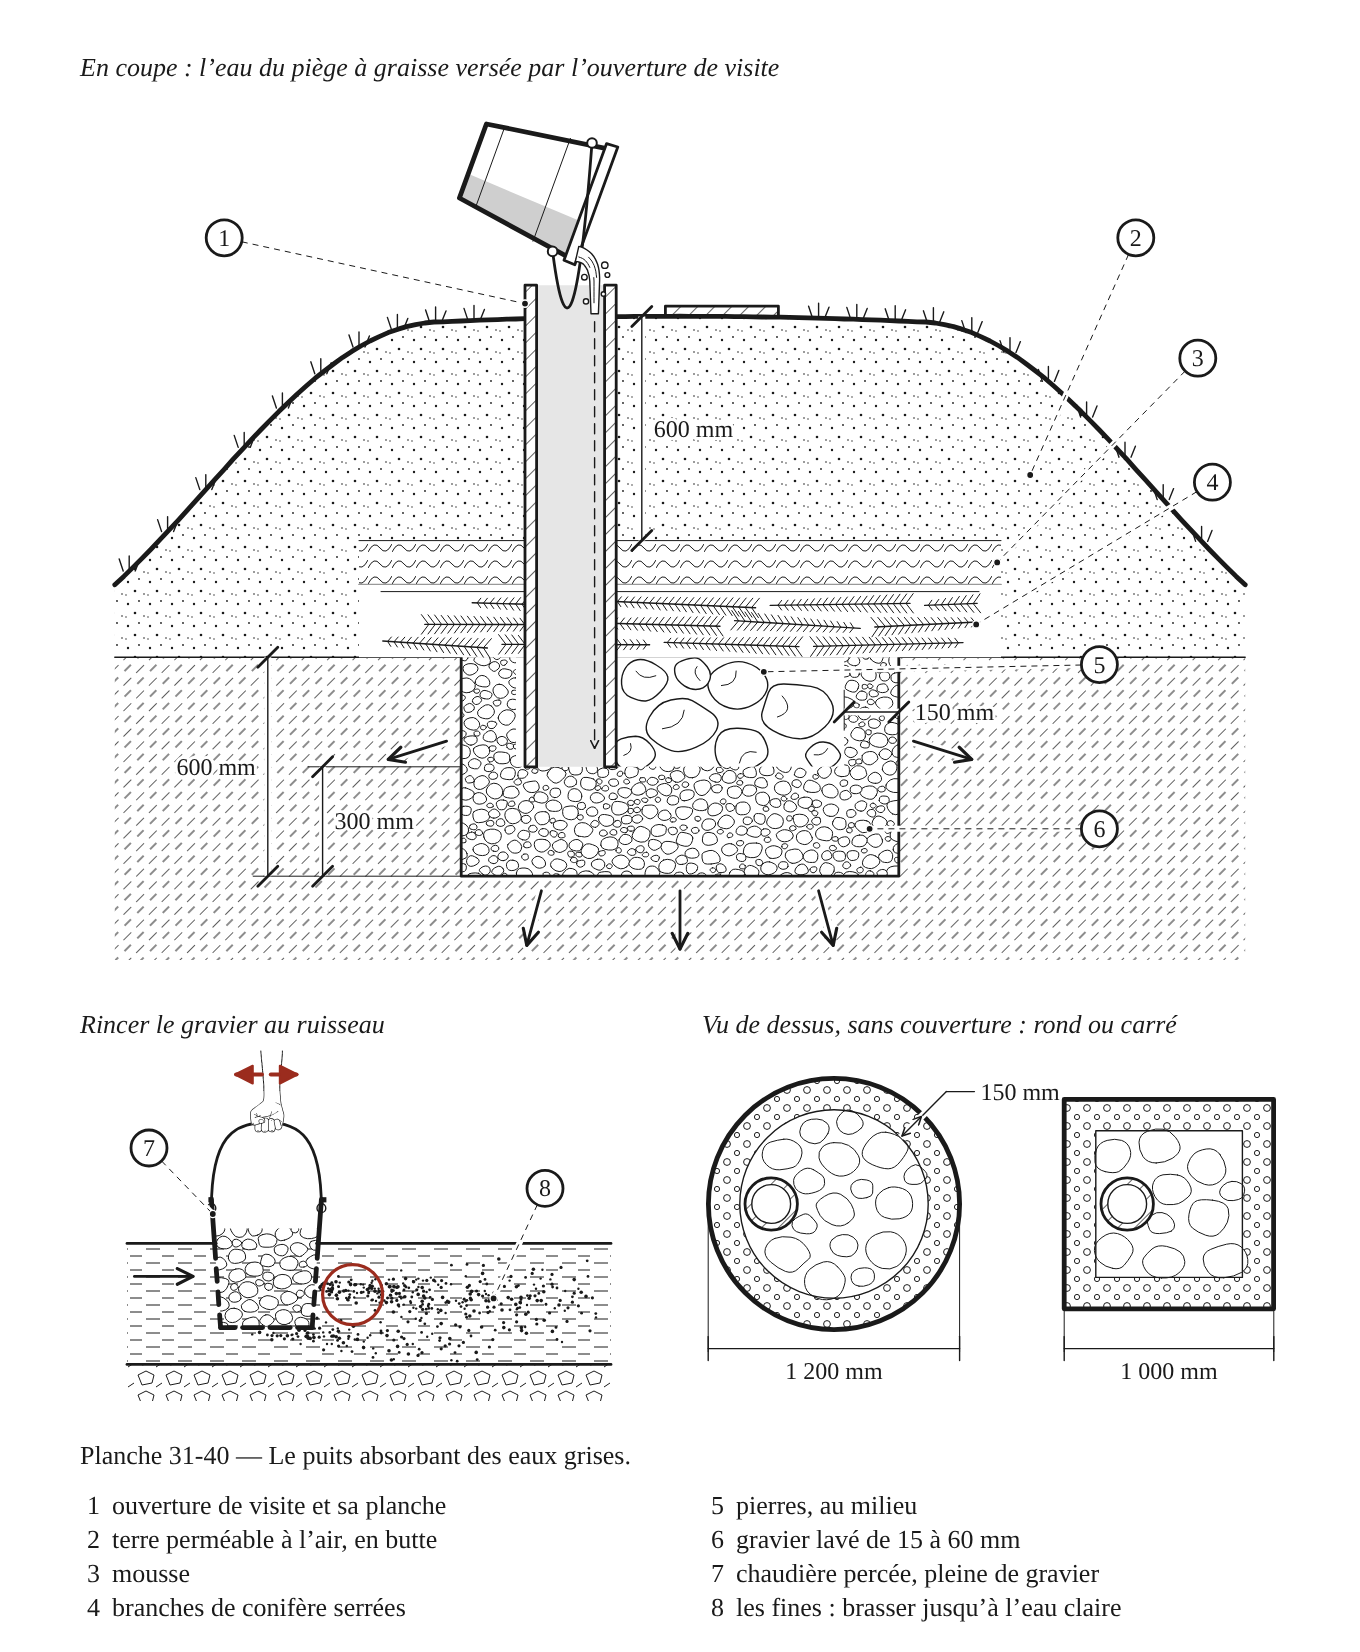 En coupe : l’eau du piège à graisse versée par l’ouverture de visite
1
2
3
600 mm
4
5
150 mm
600 mm
300 mm
6
Rincer le gravier au ruisseau
Vu de dessus, sans couverture : rond ou carré
150 mm
7
8
1 200 mm
1 000 mm
Planche 31-40 — Le puits absorbant des eaux grises.
1 ouverture de visite et sa planche
2 terre perméable à l’air, en butte
3 mousse
4 branches de conifère serrées
5 pierres, au milieu
6 gravier lavé de 15 à 60 mm
7 chaudière percée, pleine de gravier
8 les fines : brasser jusqu’à l’eau claire